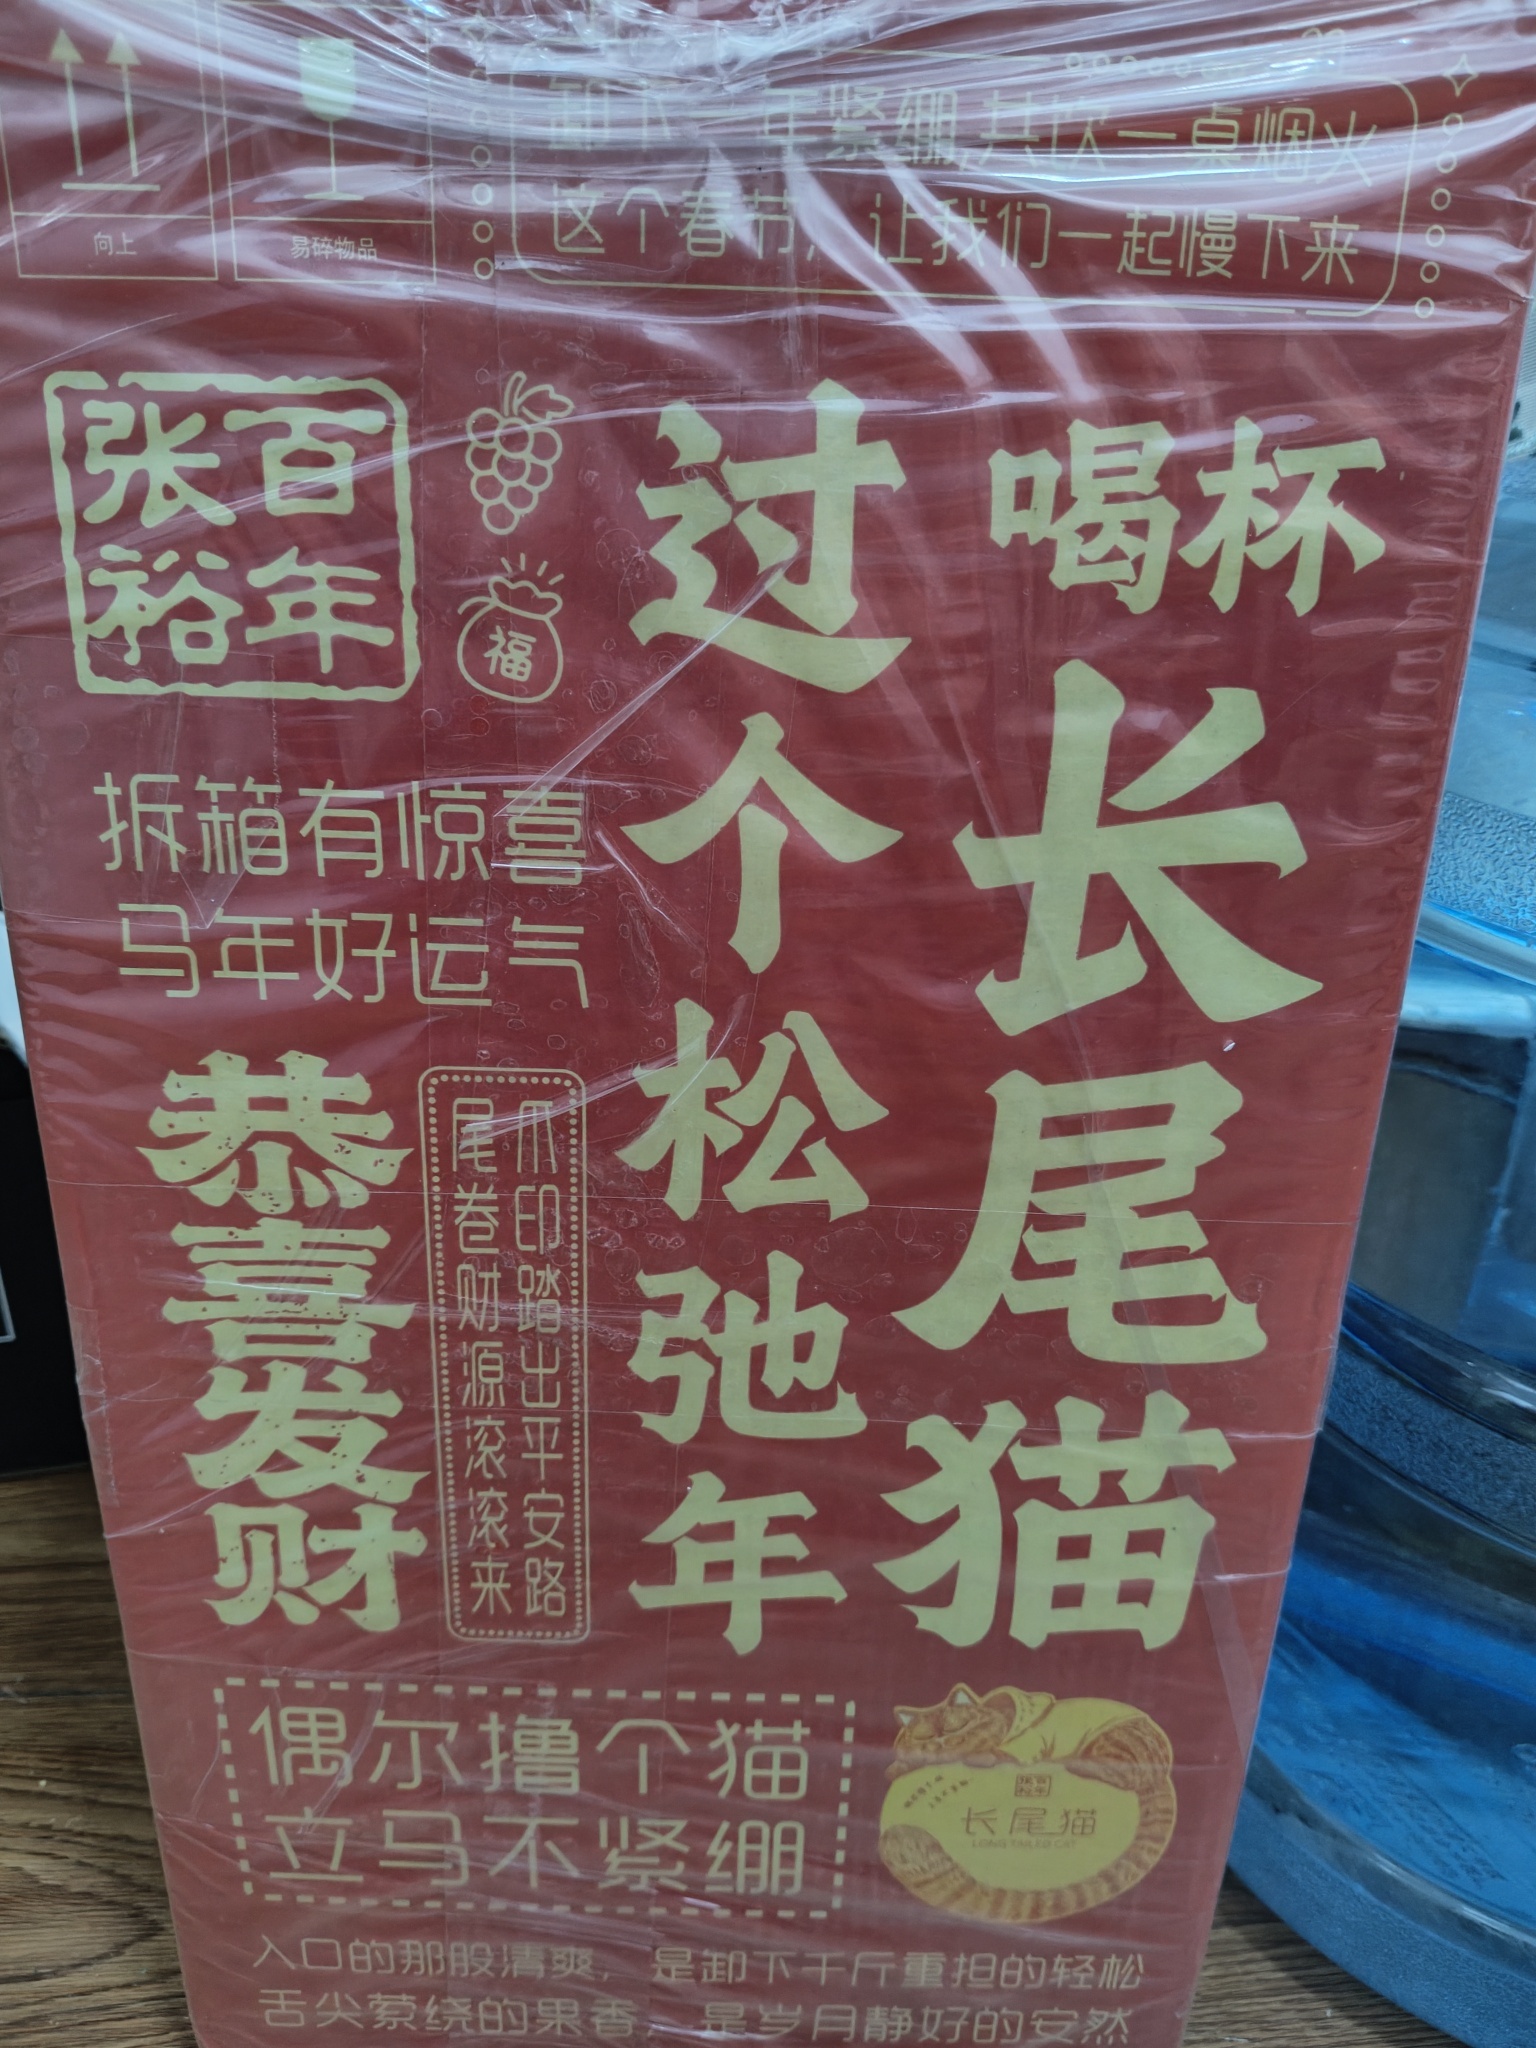 向上
易碎物品
卸下一年紧绷,共饮一桌烟火
这个春节，让我们一起慢下来
百年
张裕
福
喝杯
长尾猫
过个松弛年
拆箱有惊喜
马年好运气
恭喜发财
爪印踏出平安路
尾卷财源滚滚来
偶尔撸个猫
立马不紧绷
长尾猫
LONG TAILED CAT
入口的那股清爽，是卸下千斤重担的轻松
舌尖萦绕的果香，是岁月静好的安然